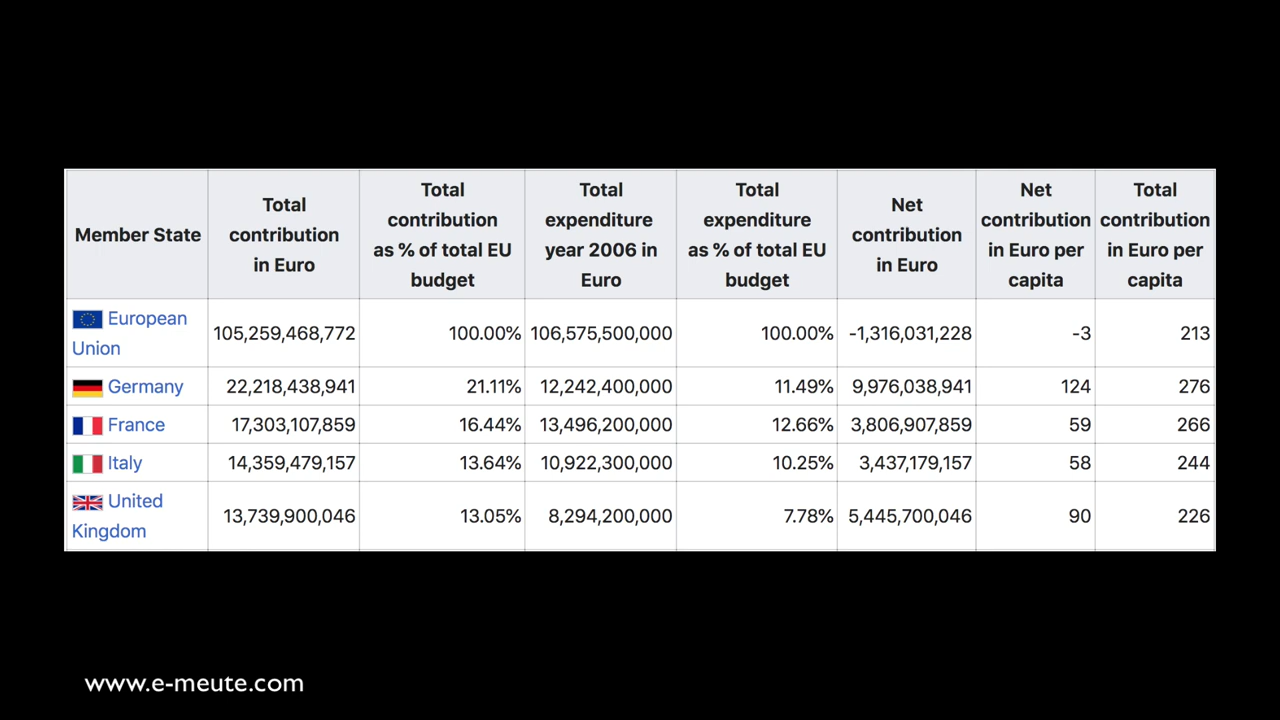 Member State
Total
contribution
in Euro
Total
contribution
as % of total EU
budget
Total
expenditure
year 2006 in
Euro
Total
expenditure
as % of total EU
budget
Net
contribution
in Euro
Net
contribution
in Euro per
capita
Total
contribution
in Euro per
capita
European
Union
105,259,468,772
100.00%
106,575,500,000
100.00%
-1,316,031,228
-3
213
Germany
22,218,438,941
21.11%
12,242,400,000
11.49%
9,976,038,941
124
276
France
17,303,107,859
16.44%
13,496,200,000
12.66%
3,806,907,859
59
266
Italy
14,359,479,157
13.64%
10,922,300,000
10.25%
3,437,179,157
58
244
United
Kingdom
13,739,900,046
13.05%
8,294,200,000
7.78%
5,445,700,046
90
226
www.e-meute.com